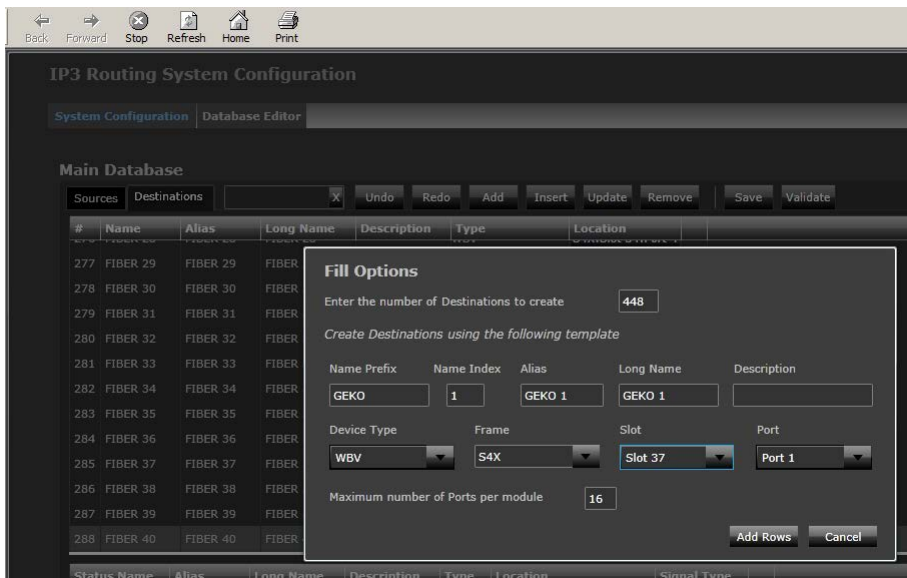 Back Forward Stop Refresh Home Print
IP3 Routing System Configuration
System Configuration Database Editor
Main Database
Sources Destinations X Undo Redo Add Insert Update Remove Save Validate
# Name Alias Long Name Description Type Location
277 FIBER 29 FIBER 29 FIBER
278 FIBER 30 FIBER 30 FIBER
279 FIBER 31 FIBER 31 FIBER
280 FIBER 32 FIBER 32 FIBER
281 FIBER 33 FIBER 33 FIBER
282 FIBER 34 FIBER 34 FIBER
283 FIBER 35 FIBER 35 FIBER
284 FIBER 36 FIBER 36 FIBER
285 FIBER 37 FIBER 37 FIBER
286 FIBER 38 FIBER 38 FIBER
287 FIBER 39 FIBER 39 FIBER
288 FIBER 40 FIBER 40 FIBER
Fill Options
Enter the number of Destinations to create 448
Create Destinations using the following template
Name Prefix Name Index Alias Long Name Description
GEKO 1 GEKO 1 GEKO 1
Device Type Frame Slot Port
WBV S4X Slot 37 Port 1
Maximum number of Ports per module 16
Add Rows Cancel
Status Name Alias Long Name Description Type Location Signal Type